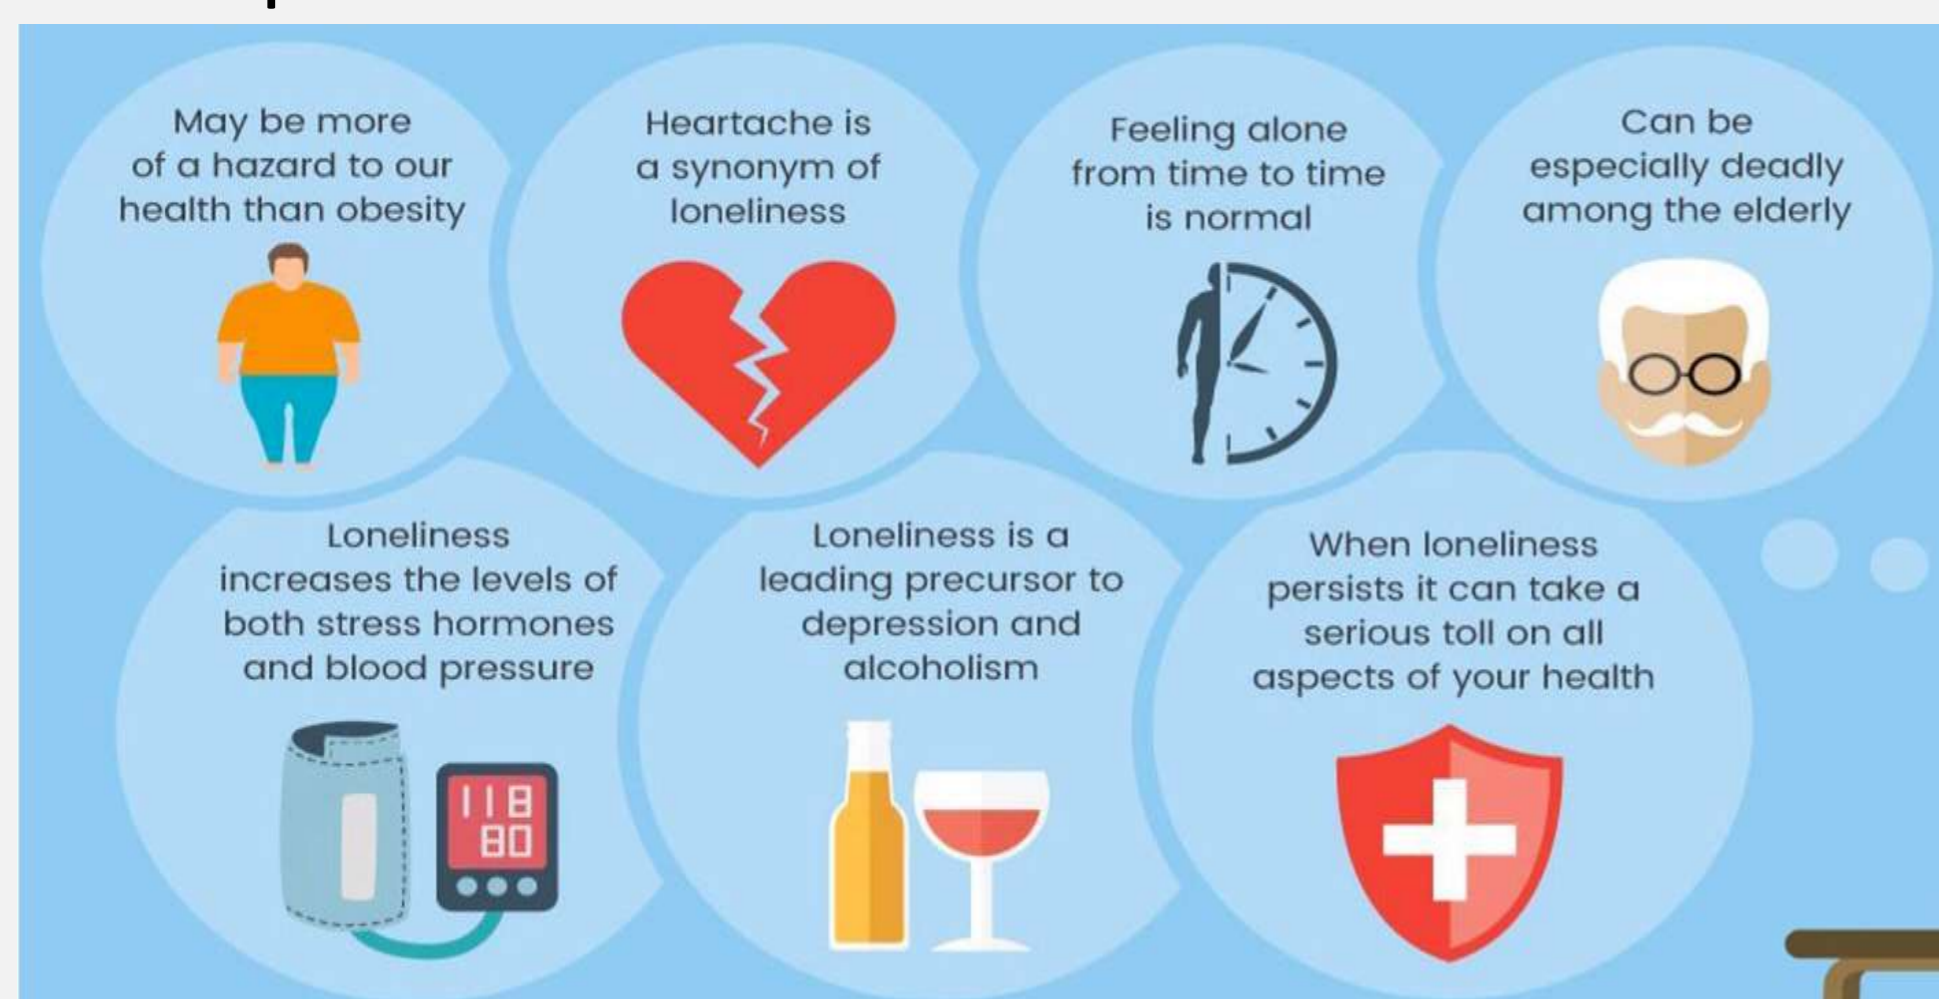 May be more
of a hazard to our
health than obesity
Heartache is
a synonym of
loneliness
Feeling alone
from time to time
is normal
Can be
especially deadly
among the elderly
Loneliness
increases the levels of
both stress hormones
and blood pressure
118
80
Loneliness is a
leading precursor to
depression and
alcoholism
When loneliness
persists it can take a
serious toll on all
aspects of your health